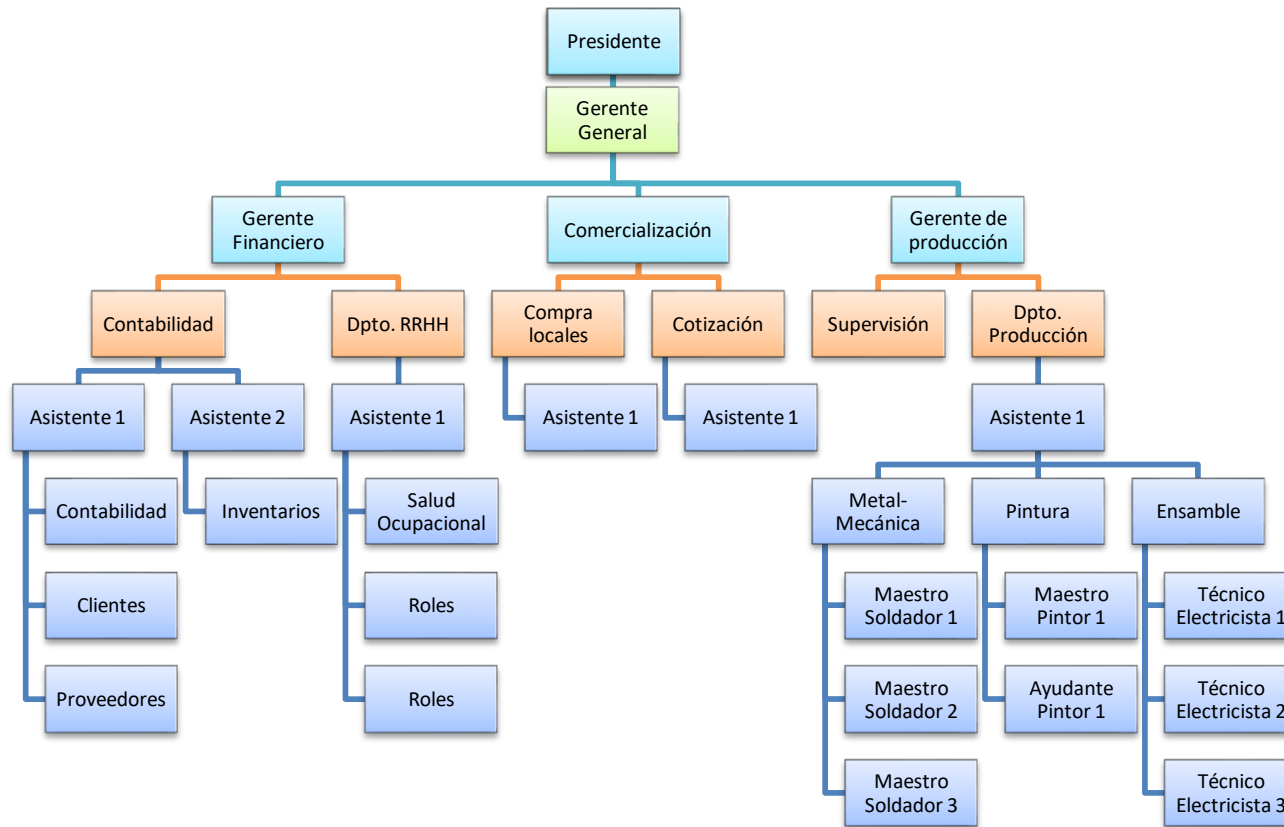 Presidente
Gerente
General
Gerente
Financiero
Comercialización
Gerente de
producción
Contabilidad
Dpto. RRHH
Compra
locales
Cotización
Supervisión
Dpto.
Producción
Asistente 1
Asistente 2
Asistente 1
Asistente 1
Asistente 1
Asistente 1
Contabilidad
Inventarios
Salud
Ocupacional
Metal-
Mecánica
Pintura
Ensamble
Clientes
Roles
Maestro
Soldador 1
Maestro
Pintor 1
Técnico
Electricista 1
Proveedores
Roles
Maestro
Soldador 2
Ayudante
Pintor 1
Técnico
Electricista 2
Maestro
Soldador 3
Técnico
Electricista 3